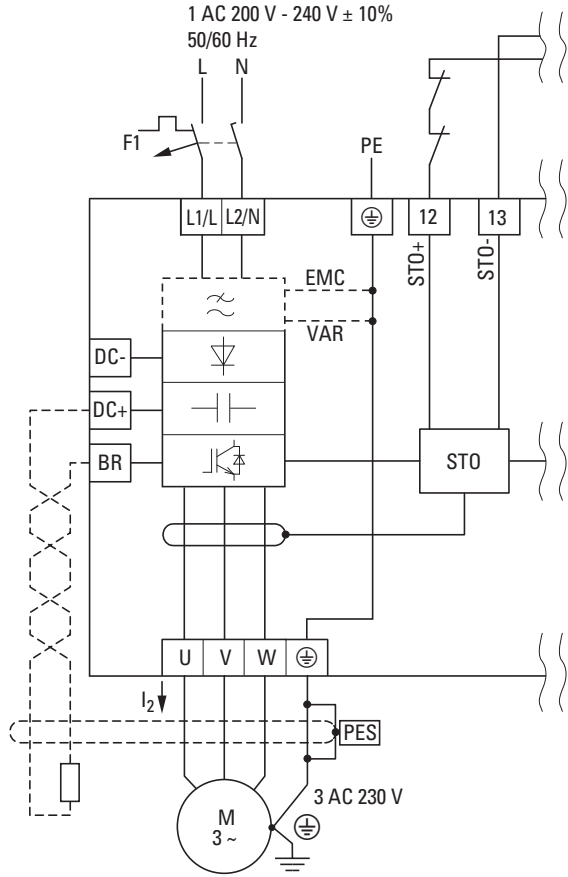 1 AC 200 V - 240 V ± 10%
50/60 Hz
L N
F1
PE
L1/L L2/N 12 13
STO+ STO-
EMC
VAR
DC-
DC+
BR
STO
U V W
I2
PES
3 AC 230 V
M
3 ~